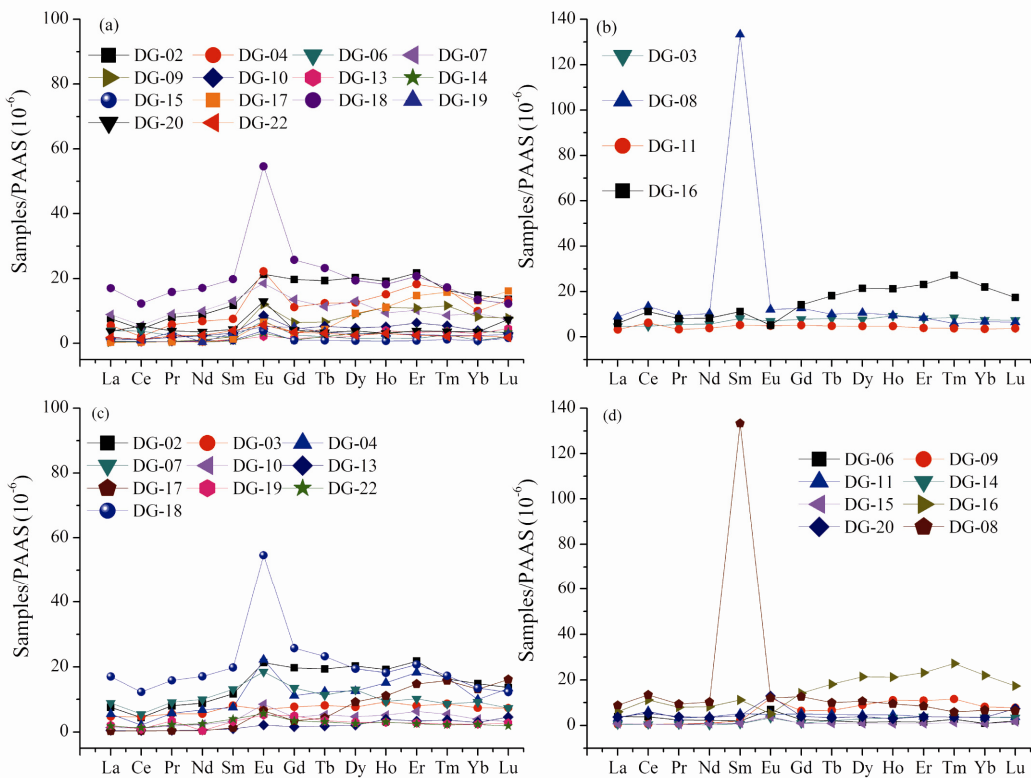 (a)
Samples/PAAS (10⁻⁶)
100
80
60
40
20
0
DG-02 DG-04 DG-06 DG-07
DG-09 DG-10 DG-13 DG-14
DG-15 DG-17 DG-18 DG-19
DG-20 DG-22
La Ce Pr Nd Sm Eu Gd Tb Dy Ho Er Tm Yb Lu
(b)
Samples/PAAS (10⁻⁶)
140
120
100
80
60
40
20
0
DG-03
DG-08
DG-11
DG-16
La Ce Pr Nd Sm Eu Gd Tb Dy Ho Er Tm Yb Lu
(c)
Samples/PAAS (10⁻⁶)
100
80
60
40
20
0
DG-02 DG-03 DG-04
DG-07 DG-10 DG-13
DG-17 DG-19 DG-22
DG-18
La Ce Pr Nd Sm Eu Gd Tb Dy Ho Er Tm Yb Lu
(d)
Samples/PAAS (10⁻⁶)
140
120
100
80
60
40
20
0
DG-06 DG-09
DG-11 DG-14
DG-15 DG-16
DG-20 DG-08
La Ce Pr Nd Sm Eu Gd Tb Dy Ho Er Tm Yb Lu